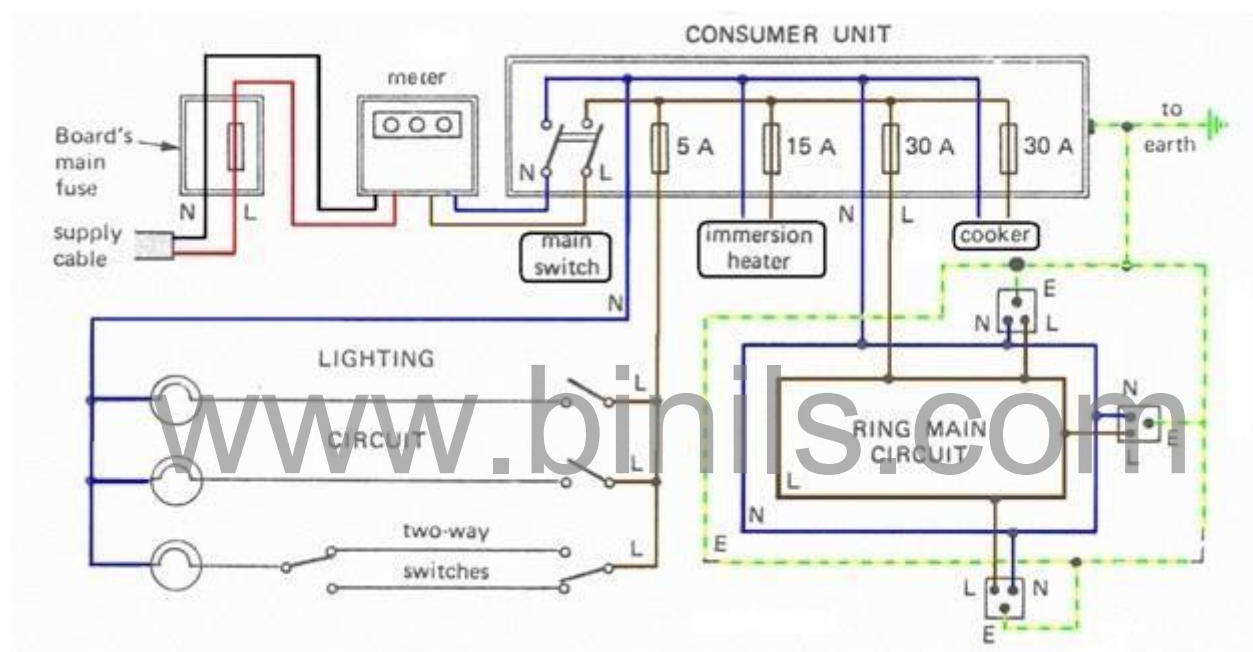 CONSUMER UNIT
meter
Board's
main
fuse
N
L
supply
cable
N
L
main
switch
5 A
15 A
30 A
30 A
to
earth
immersion
heater
N
L
cooker
N
LIGHTING
CIRCUIT
L
L
two-way
switches
L
E
N
L
N
E
L
RING MAIN
CIRCUIT
L
N
E
L
N
E
www.binils.com